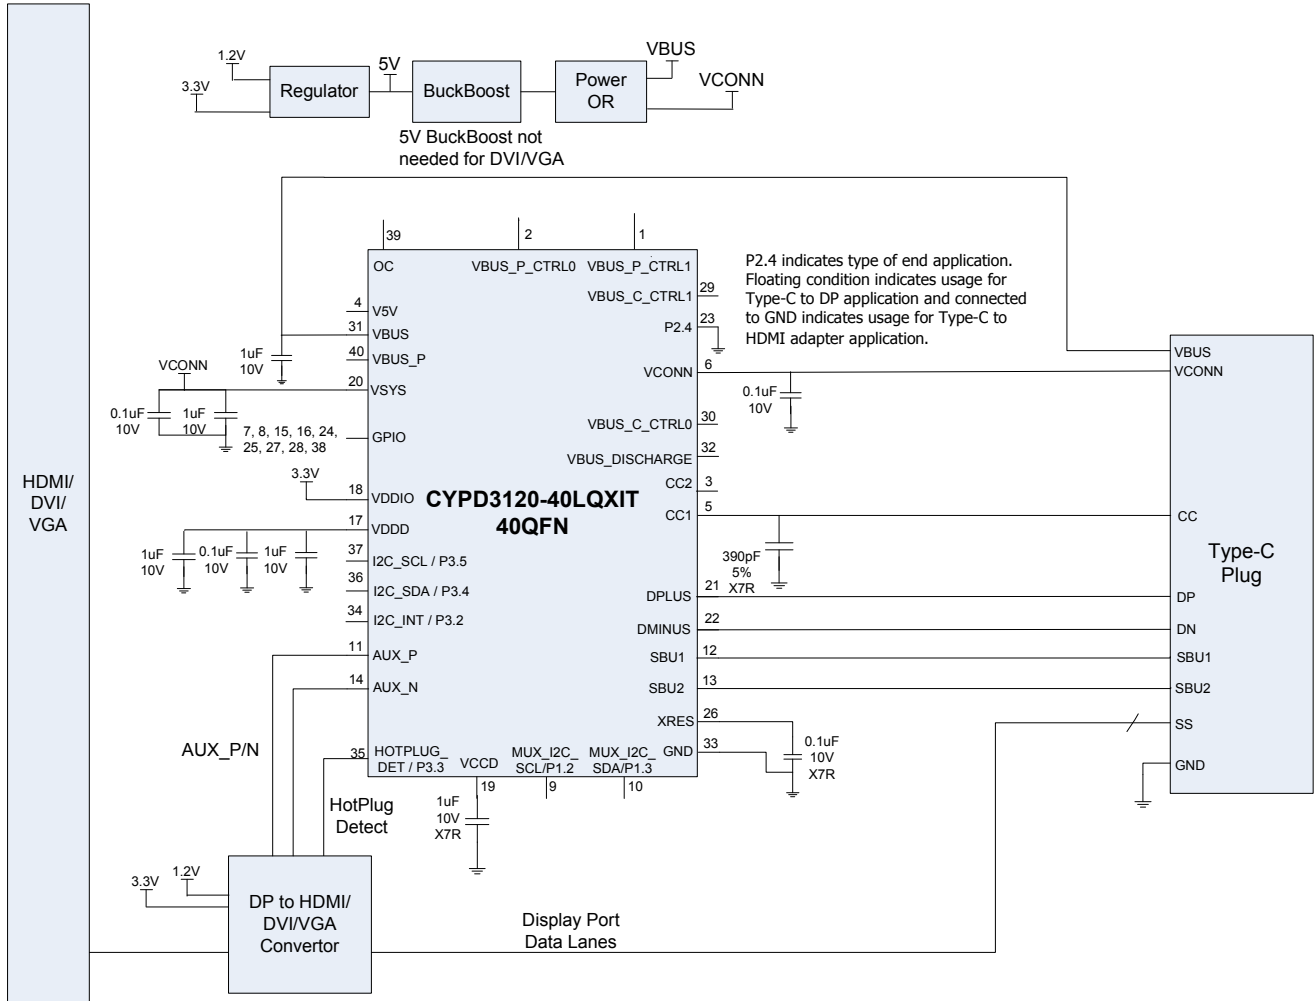 1.2V
3.3V
Regulator
5V
BuckBoost
Power
OR
VBUS
VCONN
5V BuckBoost not
needed for DVI/VGA
HDMI/
DVI/
VGA
39
2
1
OC
VBUS_P_CTRL0
VBUS_P_CTRL1
4
V5V
31
VBUS
40
VBUS_P
20
VSYS
1uF
10V
VCONN
0.1uF
10V
1uF
10V
7, 8, 15, 16, 24,
25, 27, 28, 38
GPIO
3.3V
18
VDDIO
17
VDDD
1uF
10V
0.1uF
10V
1uF
10V
37
I2C_SCL / P3.5
36
I2C_SDA / P3.4
34
I2C_INT / P3.2
11
AUX_P
14
AUX_N
AUX_P/N
35
HOTPLUG_
DET / P3.3
VCCD
19
MUX_I2C_
SCL/P1.2
9
MUX_I2C_
SDA/P1.3
10
CYPD3120-40LQXIT
40QFN
VBUS_C_CTRL1
29
P2.4
23
VCONN
6
VBUS_C_CTRL0
30
VBUS_DISCHARGE
32
CC2
3
CC1
5
DPLUS
21
DMINUS
22
SBU1
12
SBU2
13
XRES
26
GND
33
P2.4 indicates type of end application.
Floating condition indicates usage for
Type-C to DP application and connected
to GND indicates usage for Type-C to
HDMI adapter application.
0.1uF
10V
390pF
5%
X7R
0.1uF
10V
X7R
1uF
10V
X7R
HotPlug
Detect
VBUS
VCONN
CC
Type-C
Plug
DP
DN
SBU1
SBU2
SS
GND
3.3V
1.2V
DP to HDMI/
DVI/VGA
Convertor
Display Port
Data Lanes